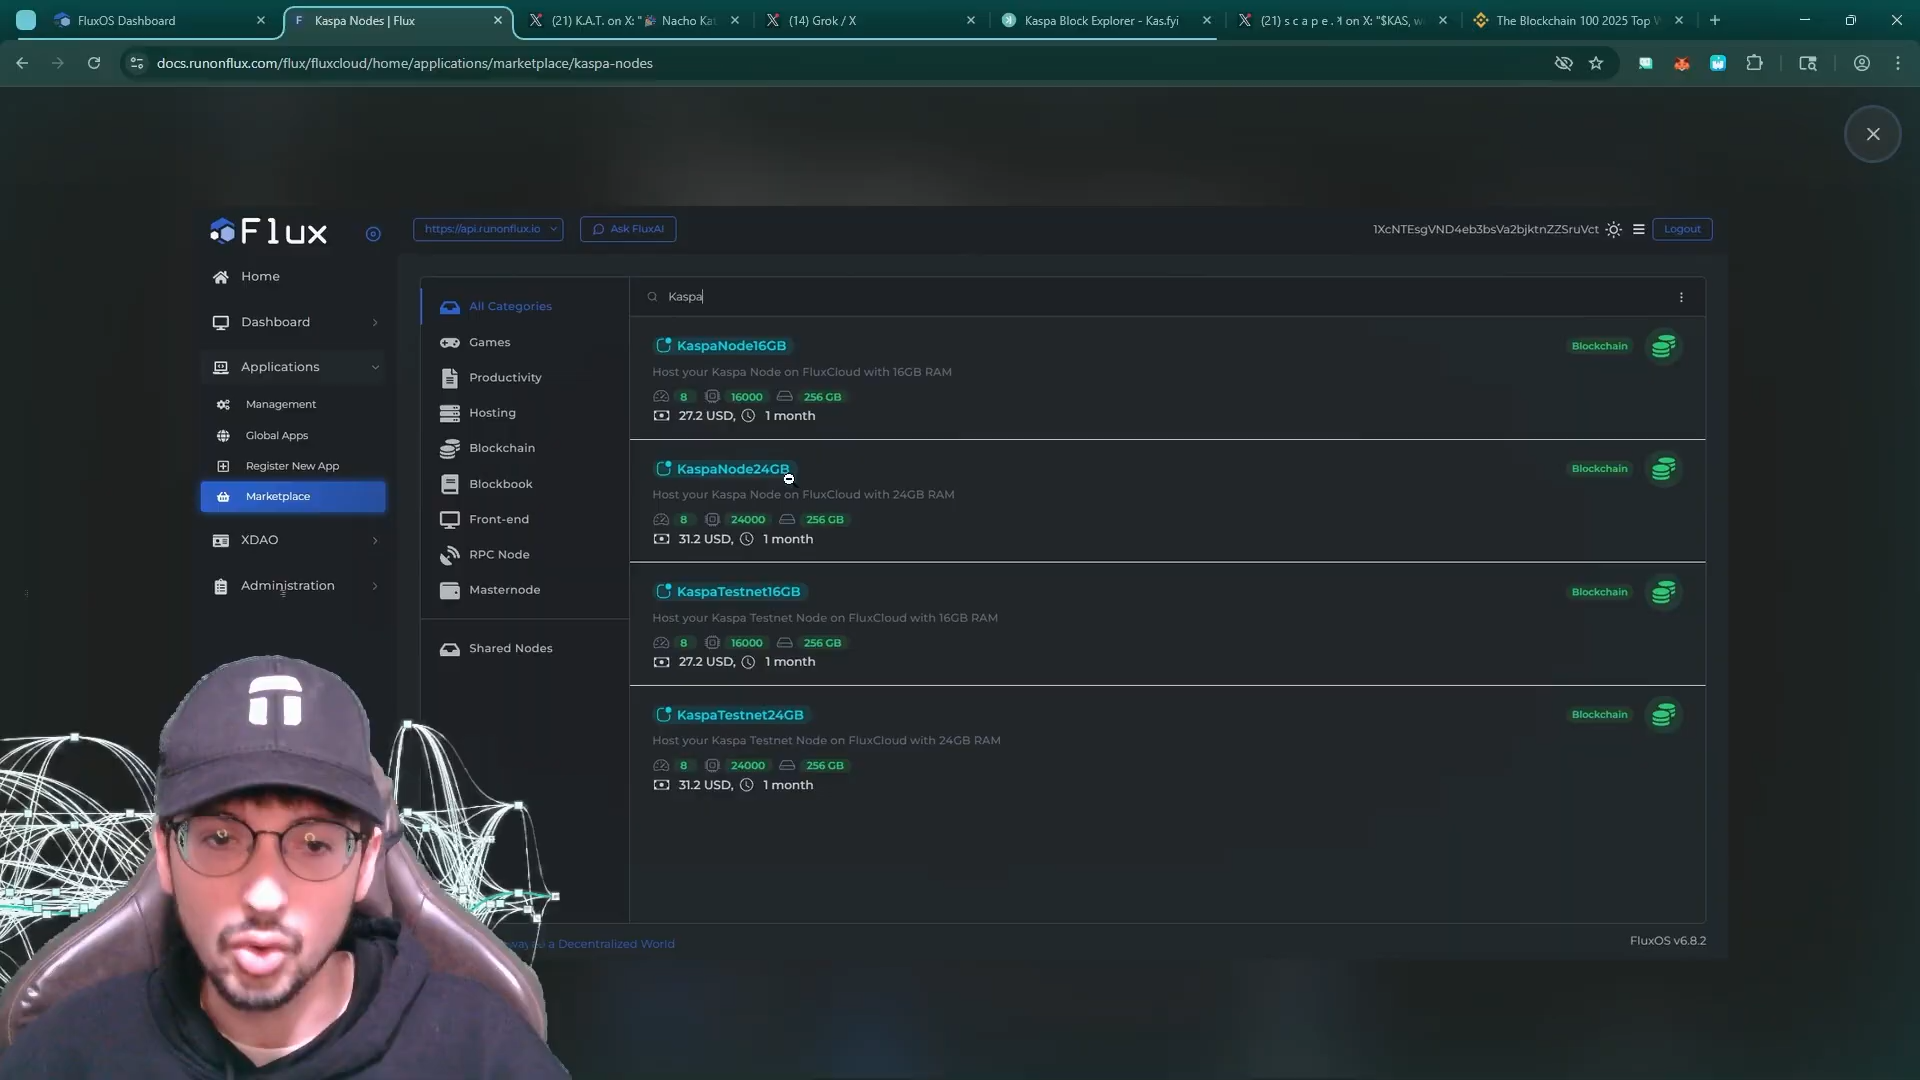 FluxOS Dashboard
Kaspa Nodes | Flux
(21) K.A.T. on X: "
Nacho Kat
(14) Grok / X
Kaspa Block Explorer - Kas.fyi
on X: "$KAS, w
The Blockchain 100 2025 Top
docs.runonflux.com/flux/fluxcloud/home/applications/marketplace/kaspa-nodes
Flux
https://api.runonflux.io
Ask FluxAI
1XcNTEsgVND4eb3bsVa2bjktnZZSruVct
Logout
Home
Dashboard
Applications
Management
Global Apps
Register New App
Marketplace
XDAO
Administration
All Categories
Games
Productivity
Hosting
Blockchain
Blockbook
Front-end
RPC Node
Masternode
Shared Nodes
Kaspa
KaspaNode16GB
Blockchain
Host your Kaspa Node on FluxCloud with 16GB RAM
8 16000 256 GB
27.2 USD, 1 month
KaspaNode24GB
Blockchain
Host your Kaspa Node on FluxCloud with 24GB RAM
8 24000 256 GB
31.2 USD, 1 month
KaspaTestnet16GB
Blockchain
Host your Kaspa Testnet Node on FluxCloud with 16GB RAM
8 16000 256 GB
27.2 USD, 1 month
KaspaTestnet24GB
Blockchain
Host your Kaspa Testnet Node on FluxCloud with 24GB RAM
8 24000 256 GB
31.2 USD, 1 month
a Decentralized World
FluxOS v6.8.2